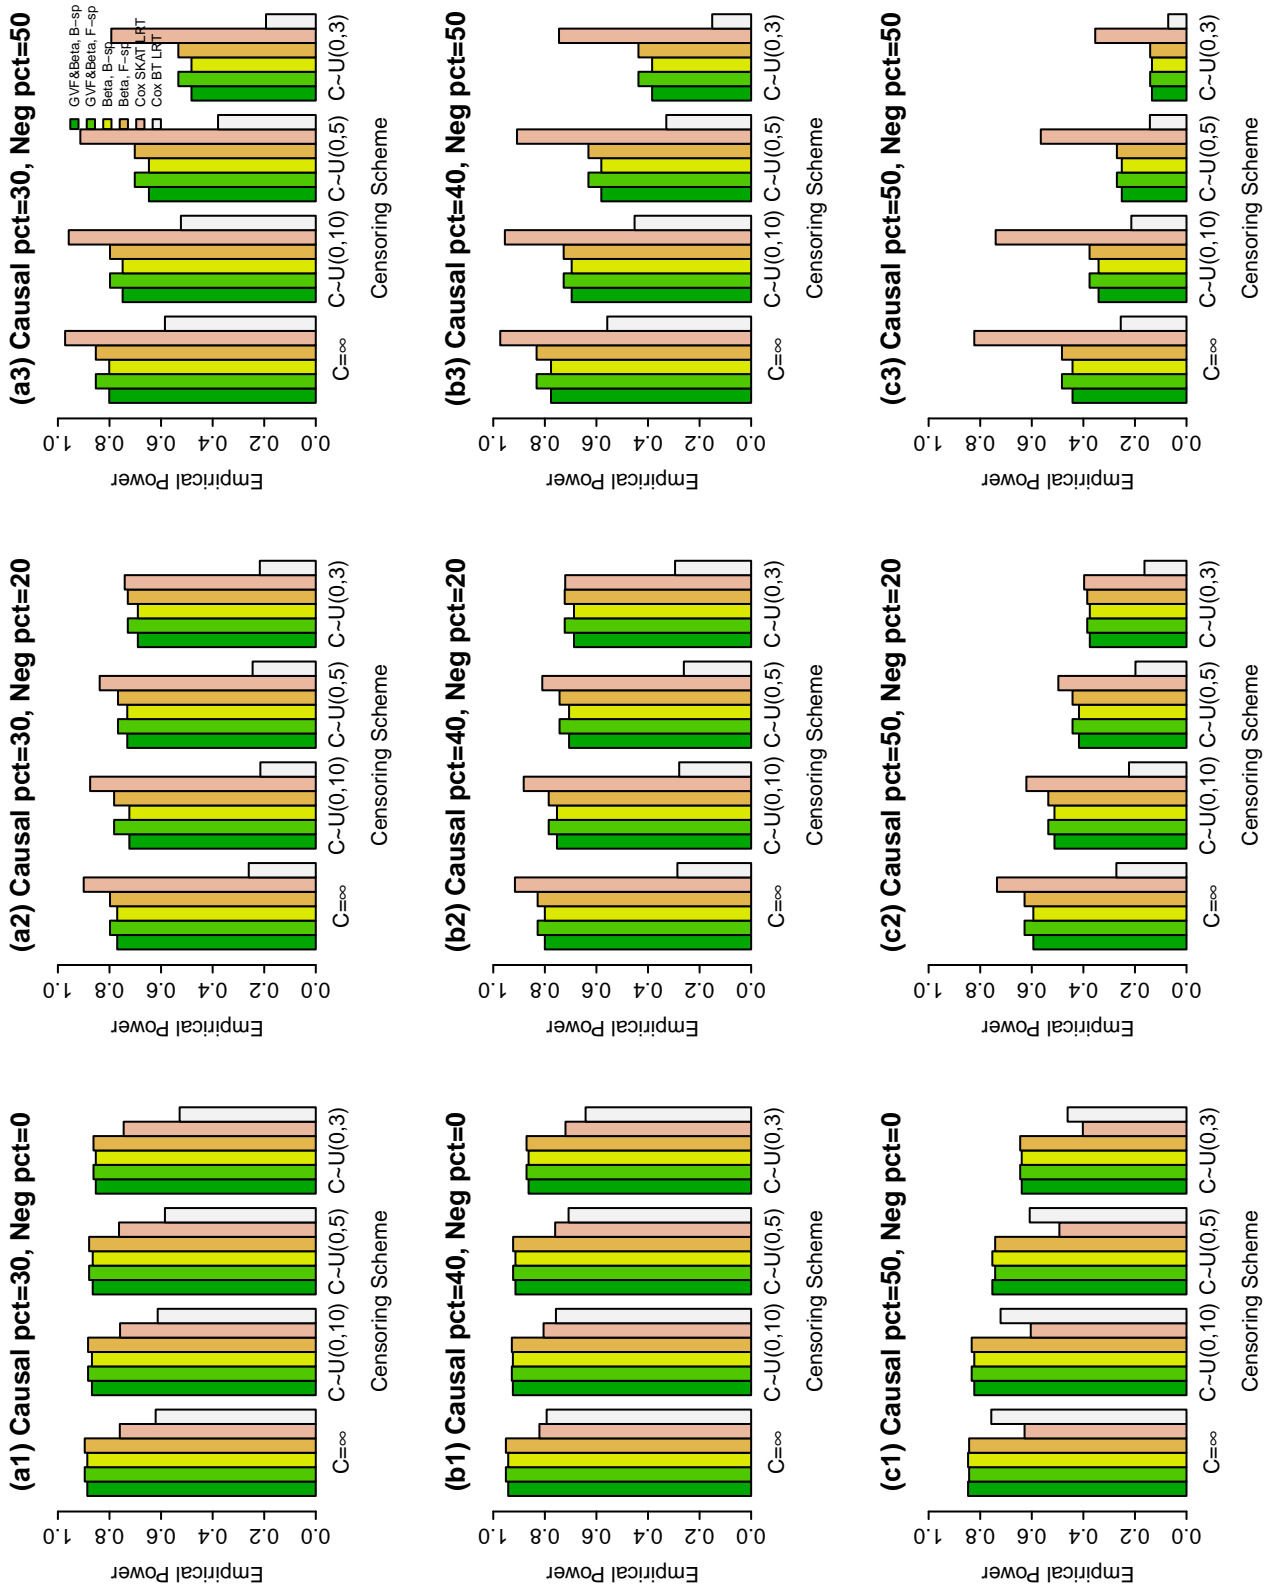 (a1) Causal pct=30, Neg pct=0
Empirical Power
1.0
0.8
0.6
0.4
0.2
0.0
C=∞ C~U(0,10) C~U(0,5) C~U(0,3)
Censoring Scheme
(a2) Causal pct=30, Neg pct=20
Empirical Power
1.0
0.8
0.6
0.4
0.2
0.0
C=∞ C~U(0,10) C~U(0,5) C~U(0,3)
Censoring Scheme
(a3) Causal pct=30, Neg pct=50
Empirical Power
1.0
0.8
0.6
0.4
0.2
0.0
GVF&Beta, B−sp
GVF&Beta, F−sp
Beta, B−sp
Beta, F−sp
Cox SKAT LRT
Cox BT LRT
C=∞ C~U(0,10) C~U(0,5) C~U(0,3)
Censoring Scheme
(b1) Causal pct=40, Neg pct=0
Empirical Power
1.0
0.8
0.6
0.4
0.2
0.0
C=∞ C~U(0,10) C~U(0,5) C~U(0,3)
Censoring Scheme
(b2) Causal pct=40, Neg pct=20
Empirical Power
1.0
0.8
0.6
0.4
0.2
0.0
C=∞ C~U(0,10) C~U(0,5) C~U(0,3)
Censoring Scheme
(b3) Causal pct=40, Neg pct=50
Empirical Power
1.0
0.8
0.6
0.4
0.2
0.0
C=∞ C~U(0,10) C~U(0,5) C~U(0,3)
Censoring Scheme
(c1) Causal pct=50, Neg pct=0
Empirical Power
1.0
0.8
0.6
0.4
0.2
0.0
C=∞ C~U(0,10) C~U(0,5) C~U(0,3)
Censoring Scheme
(c2) Causal pct=50, Neg pct=20
Empirical Power
1.0
0.8
0.6
0.4
0.2
0.0
C=∞ C~U(0,10) C~U(0,5) C~U(0,3)
Censoring Scheme
(c3) Causal pct=50, Neg pct=50
Empirical Power
1.0
0.8
0.6
0.4
0.2
0.0
C=∞ C~U(0,10) C~U(0,5) C~U(0,3)
Censoring Scheme